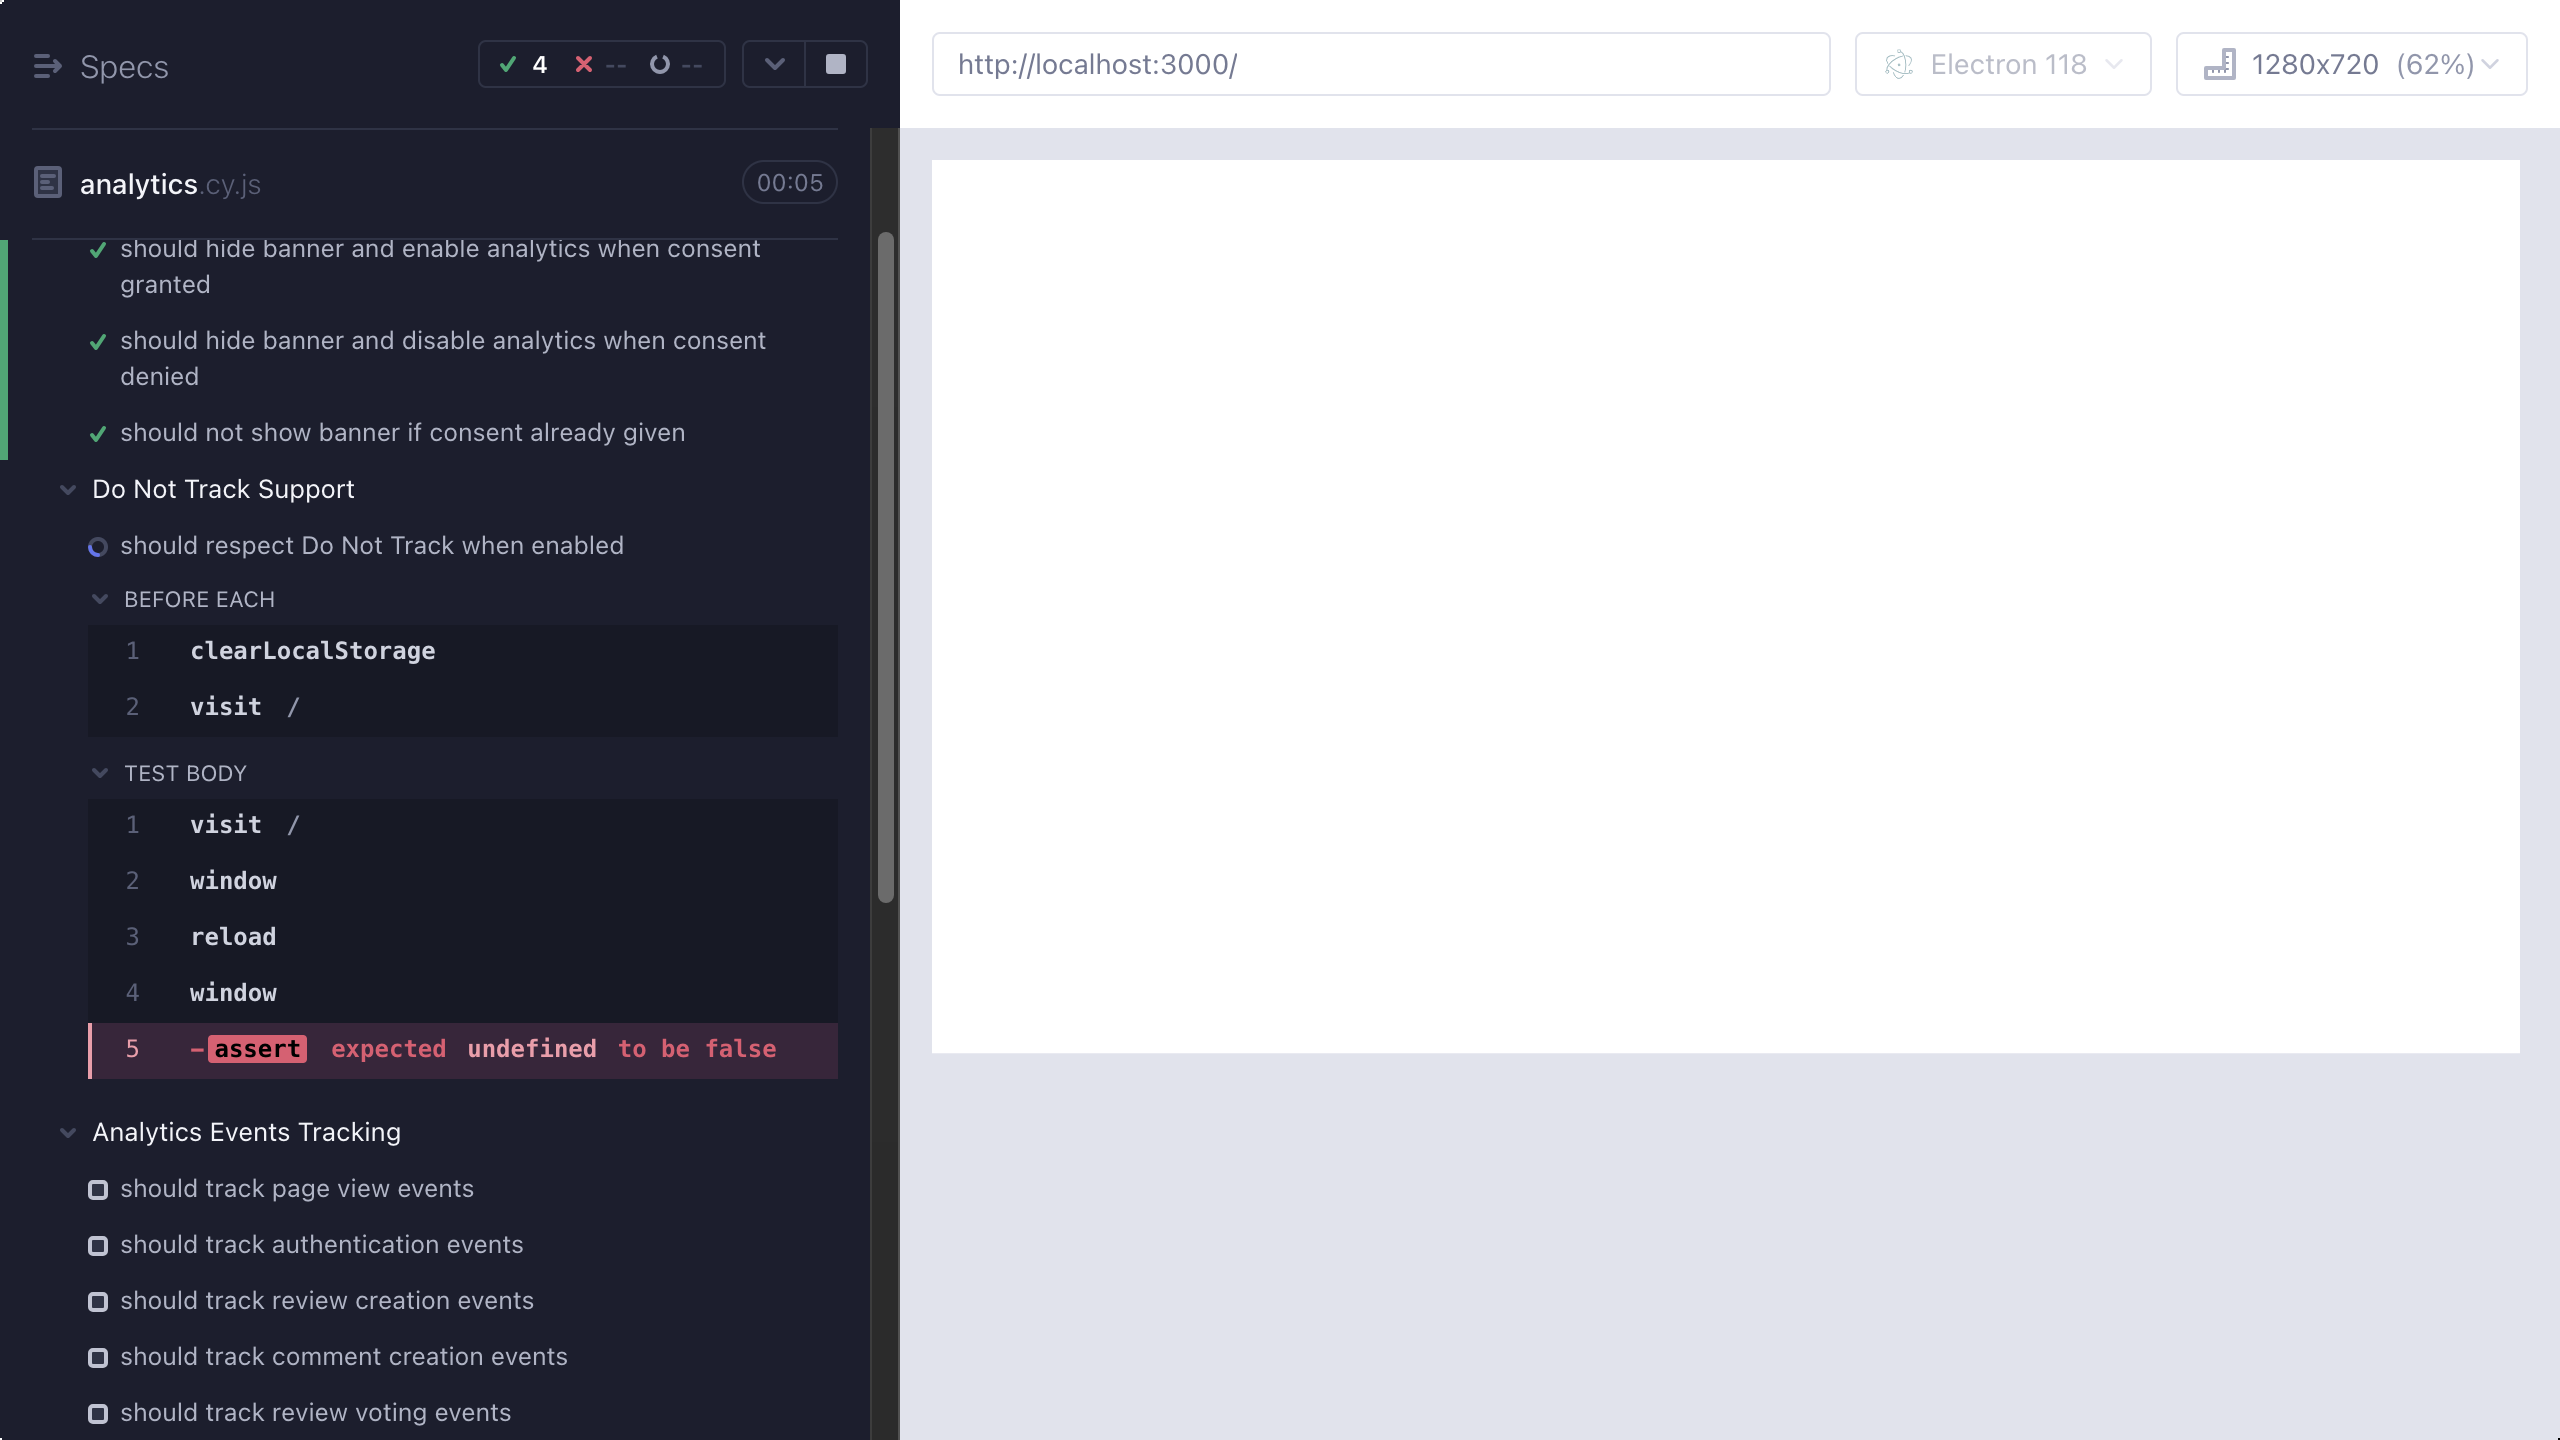 Specs
4 -- --
http://localhost:3000/
Electron 118
1280x720 (62%)
analytics.cy.js
00:05
should hide banner and enable analytics when consent
granted
should hide banner and disable analytics when consent
denied
should not show banner if consent already given
Do Not Track Support
should respect Do Not Track when enabled
BEFORE EACH
1 clearLocalStorage
2 visit /
TEST BODY
1 visit /
2 window
3 reload
4 window
5 -assert expected undefined to be false
Analytics Events Tracking
should track page view events
should track authentication events
should track review creation events
should track comment creation events
should track review voting events